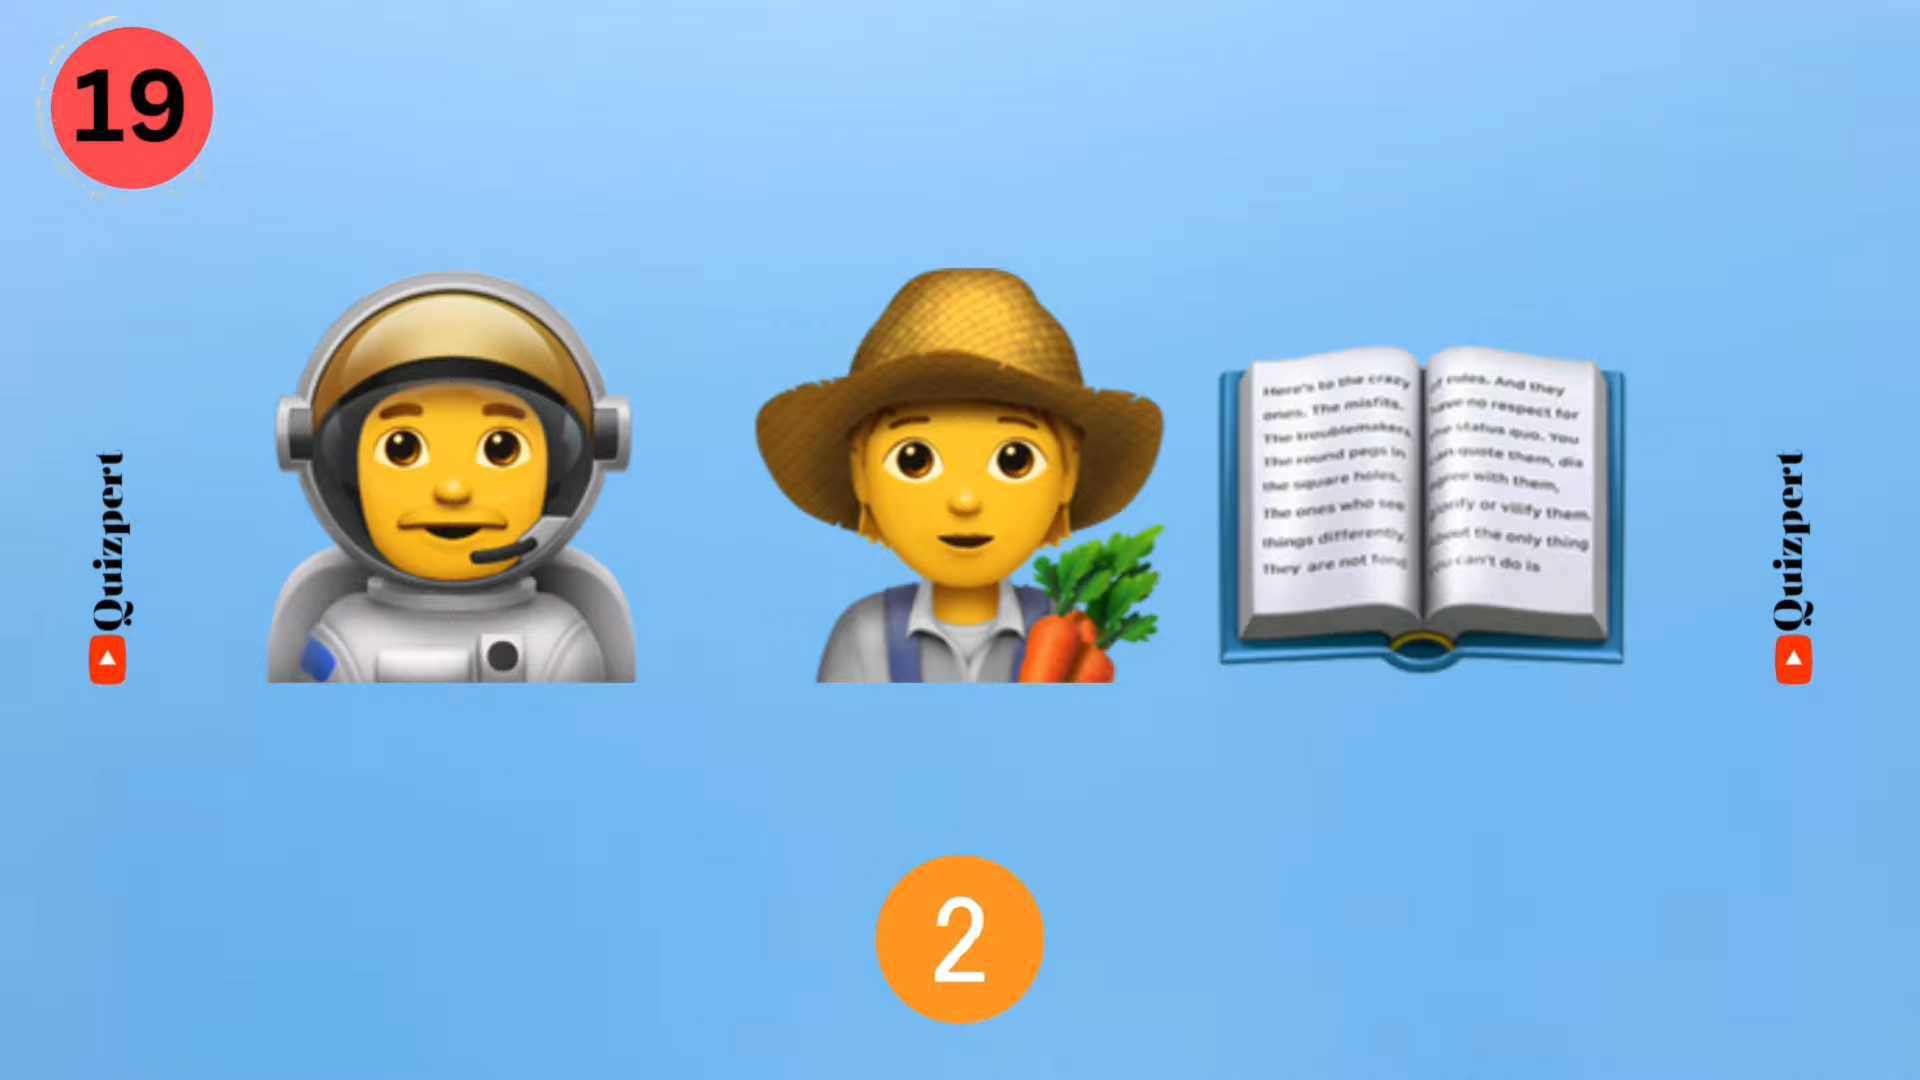 19
Here's to the crazy
ones. The misfits.
The troublemakers.
The round pegs in
the square holes.
The ones who see
things differently.
They are not fond
of rules. And they
have no respect for
the status quo. You
can quote them, dis
agree with them,
glorify or vilify them.
about the only thing
you can't do is
Quizpert
Quizpert
2